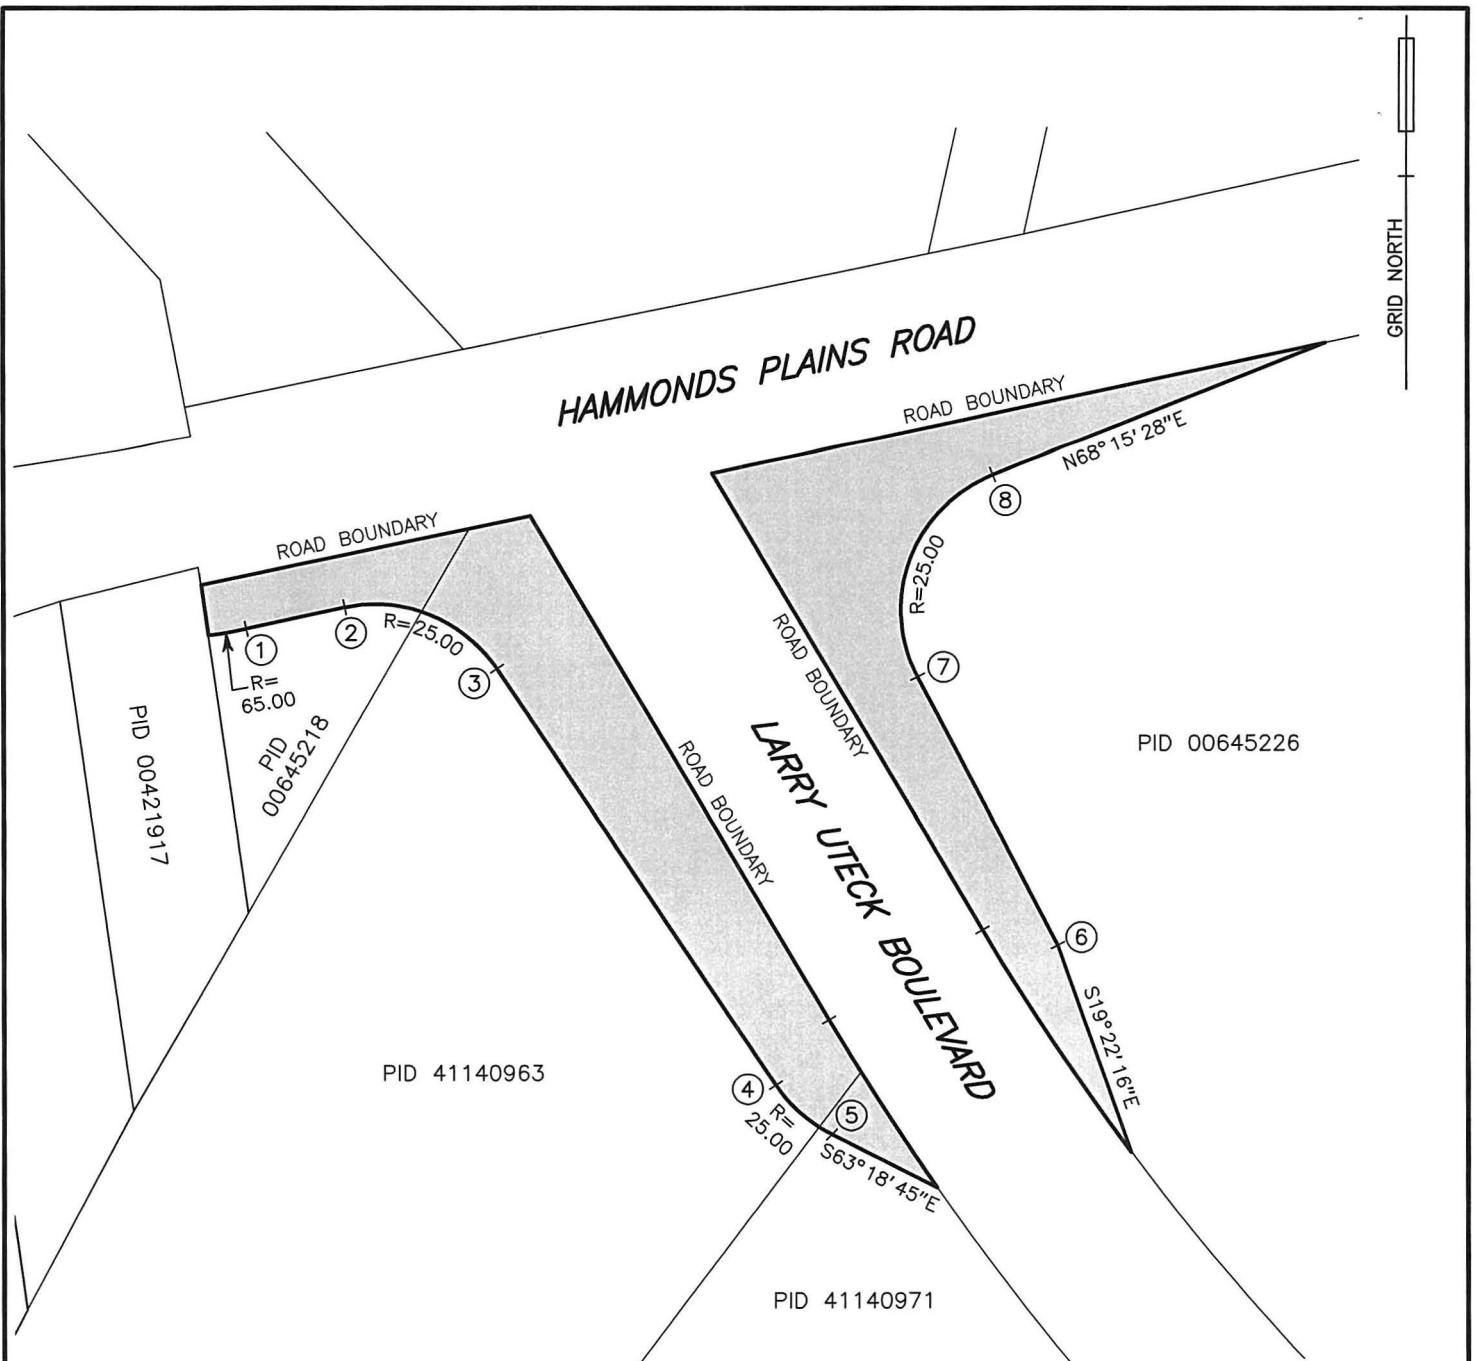 GRID NORTH
HAMMONDS PLAINS ROAD
ROAD BOUNDARY
N68°15'28"E
8
ROAD BOUNDARY
R=25.00
1
2
R=25.00
3
R=
65.00
7
ROAD BOUNDARY
PID 00421917
PID
00645218
ROAD BOUNDARY
LARRY UTECK BOULEVARD
PID 00645226
6
S19°22'16"E
PID 41140963
4
R=
25.00
5
S63°18'45"E
PID 41140971